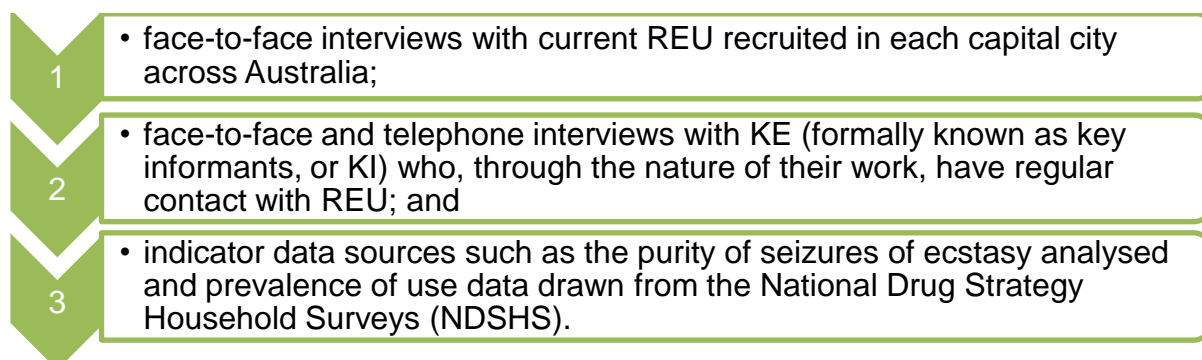 1
• face-to-face interviews with current REU recruited in each capital city
across Australia;
2
• face-to-face and telephone interviews with KE (formally known as key
informants, or KI) who, through the nature of their work, have regular
contact with REU; and
3
• indicator data sources such as the purity of seizures of ecstasy analysed
and prevalence of use data drawn from the National Drug Strategy
Household Surveys (NDSHS).